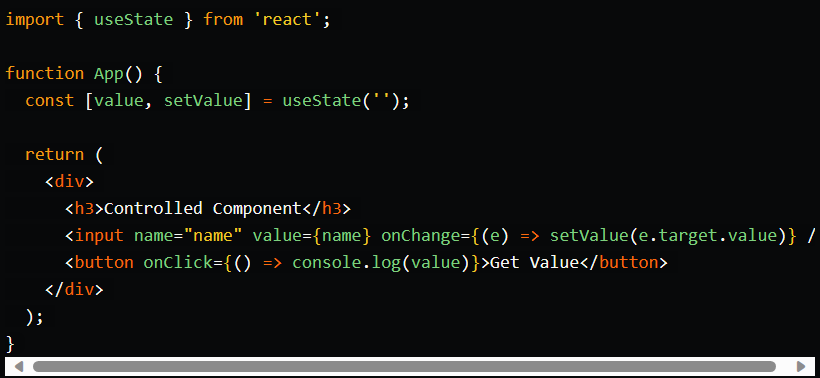 import { useState } from 'react';
function App() {
const [value, setValue] = useState('');
return (
<div>
<h3>Controlled Component</h3>
<input name="name" value={name} onChange={(e) => setValue(e.target.value)} /
<button onClick={() => console.log(value)}>Get Value</button>
</div>
);
}